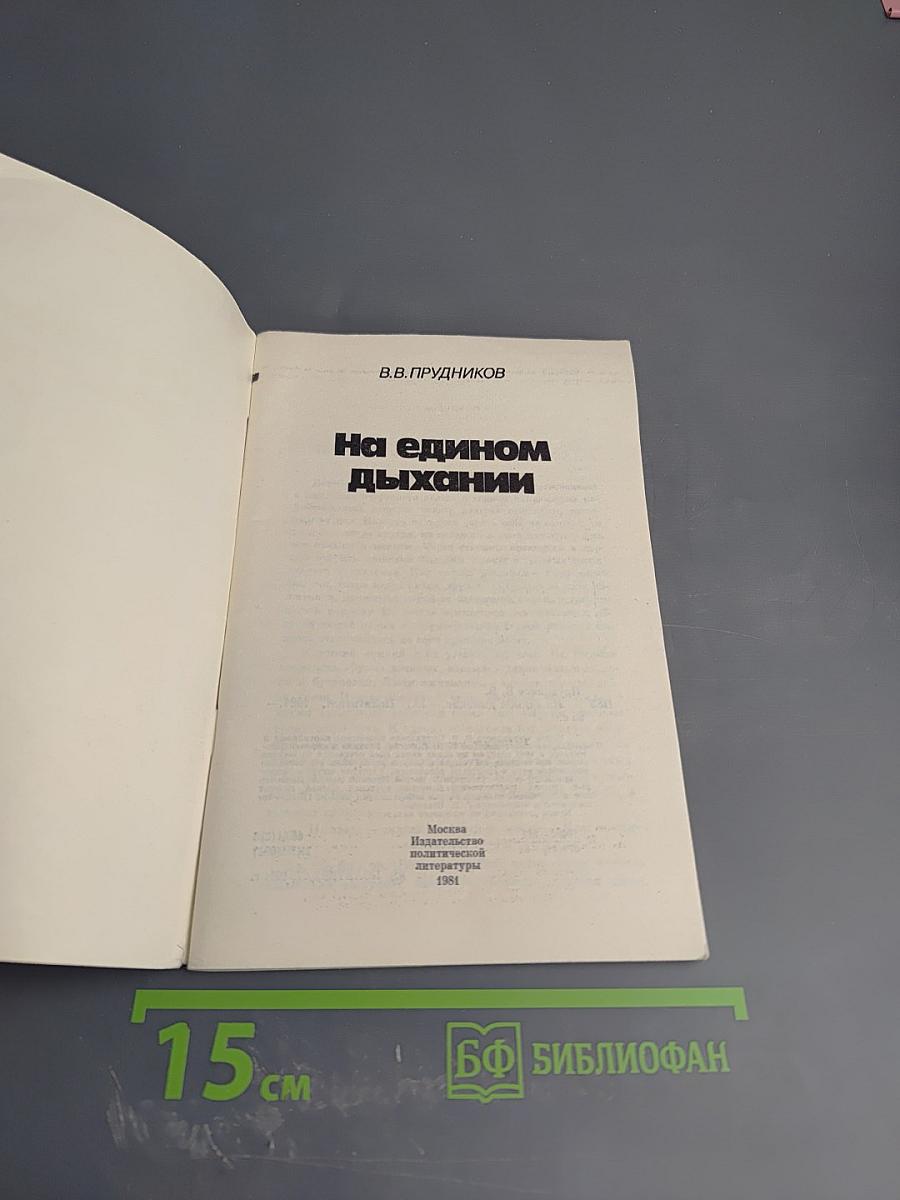 В. В. ПРУДНИКОВ
На едином
дыхании
Москва
Издательство
политической
литературы
1981
15 см
БФ БИБЛИОФАН